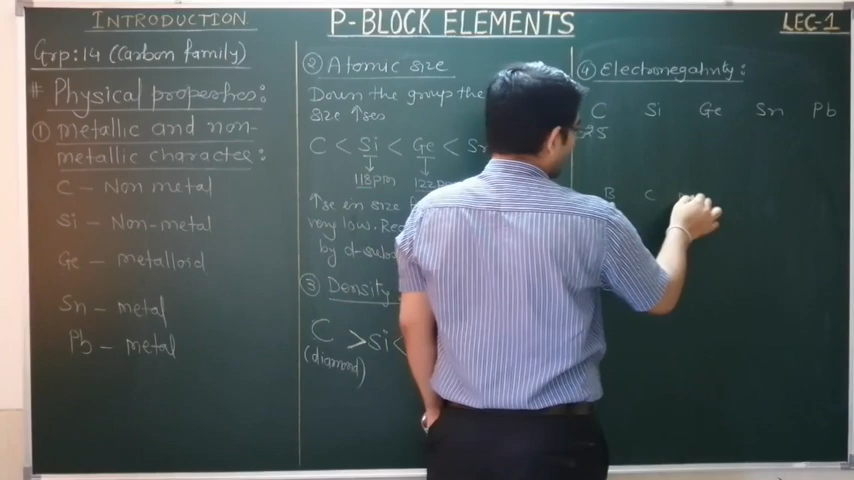 INTRODUCTION
P-BLOCK ELEMENTS
LEC-1
Grp:14 (Carbon family)
# Physical properties:
① metallic and non-
metallic character:
C - Non metal
Si - Non-metal
Ge - metalloid
Sn - metal
Pb - metal
② Atomic size
Down the group the
size ↑ses
C < Si < Ge < Sn
118pm 122pm
↑se in size
very low.
by d-sub
③ Density
C > Si <
(diamond)
④ Electronegativity:
C Si Ge Sn Pb
2.5
B C